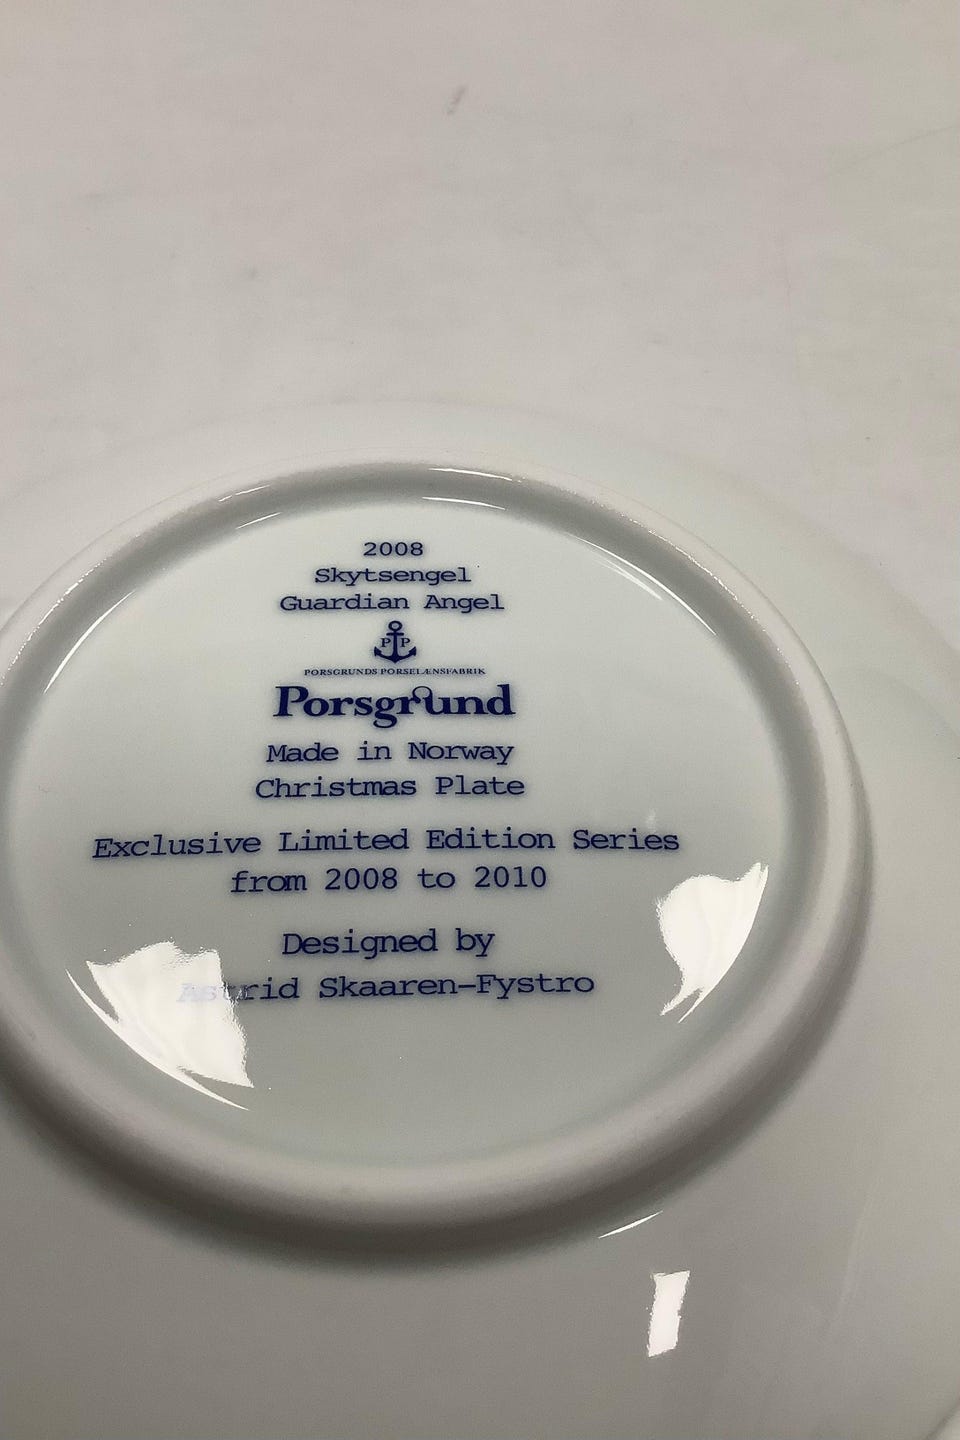 2008
Skytsengel
Guardian Angel
P P
PORSGRUNDS PORSELÆNSFABRIK
Porsgrund
Made in Norway
Christmas Plate
Exclusive Limited Edition Series
from 2008 to 2010
Designed by
Astrid Skaaren-Fystro